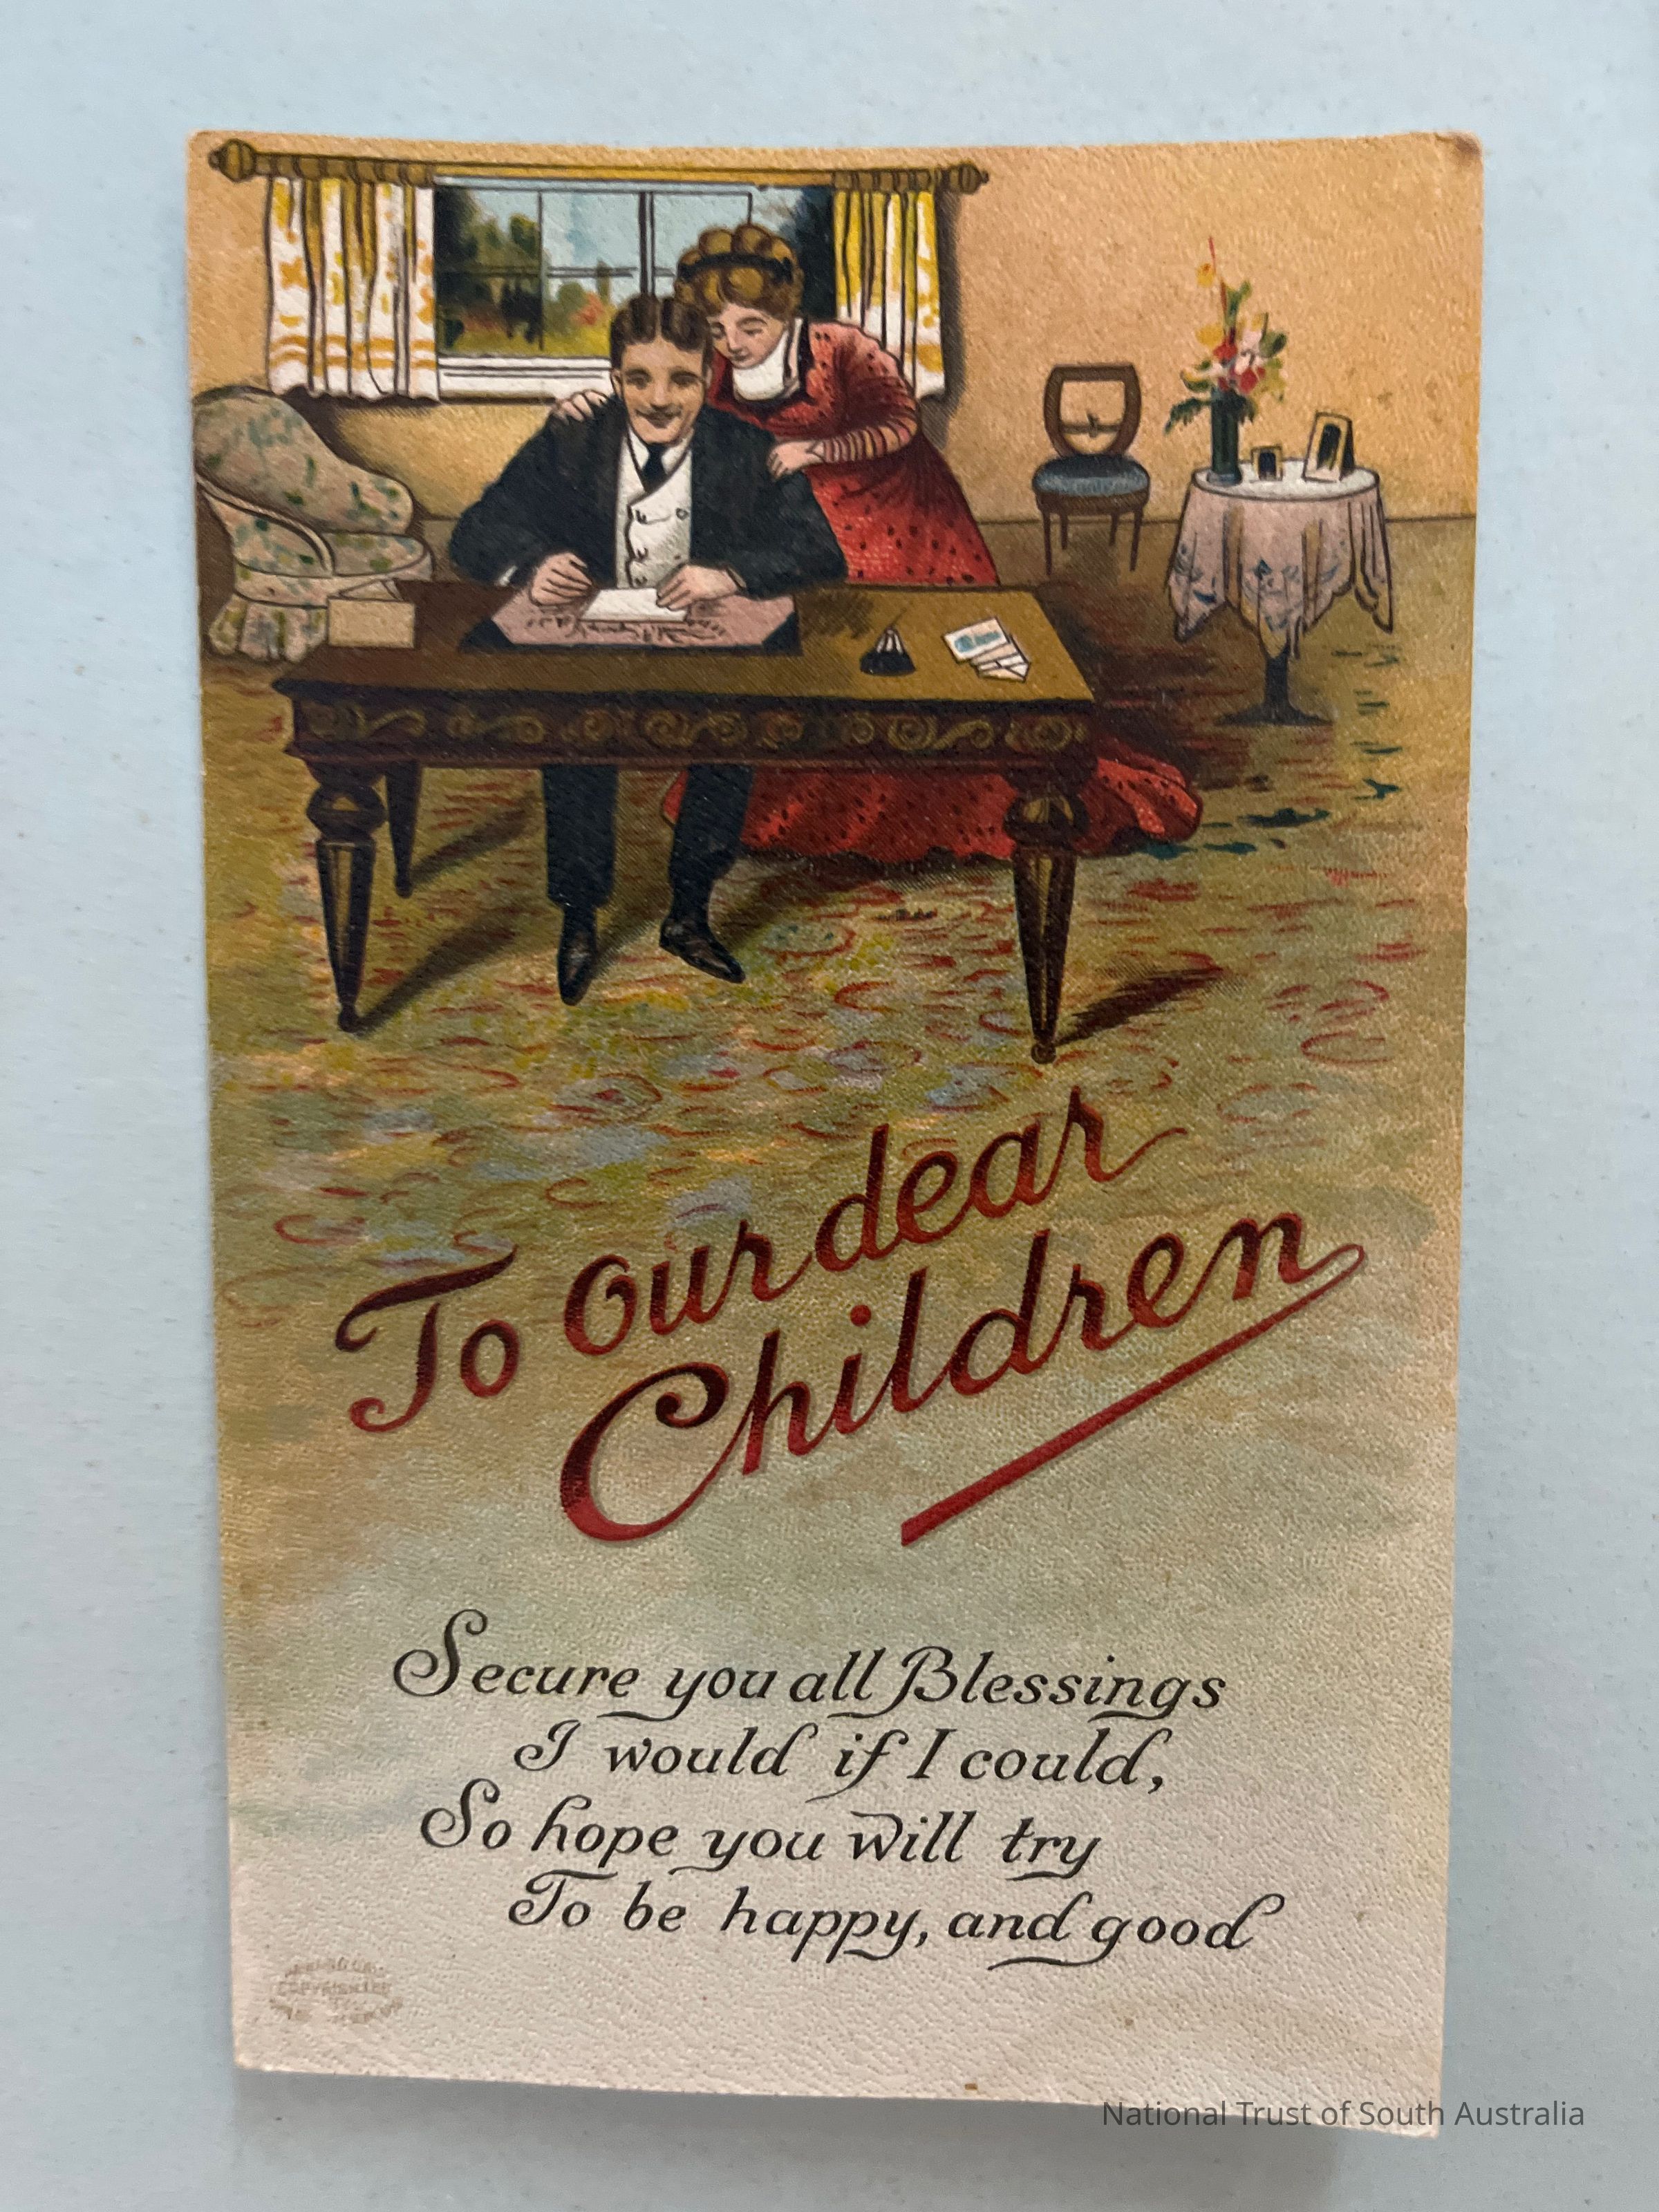 To our dear
Children
Secure you all Blessings
I would if I could,
So hope you will try
To be happy, and good
COPYRIGHTED
National Trust of South Australia